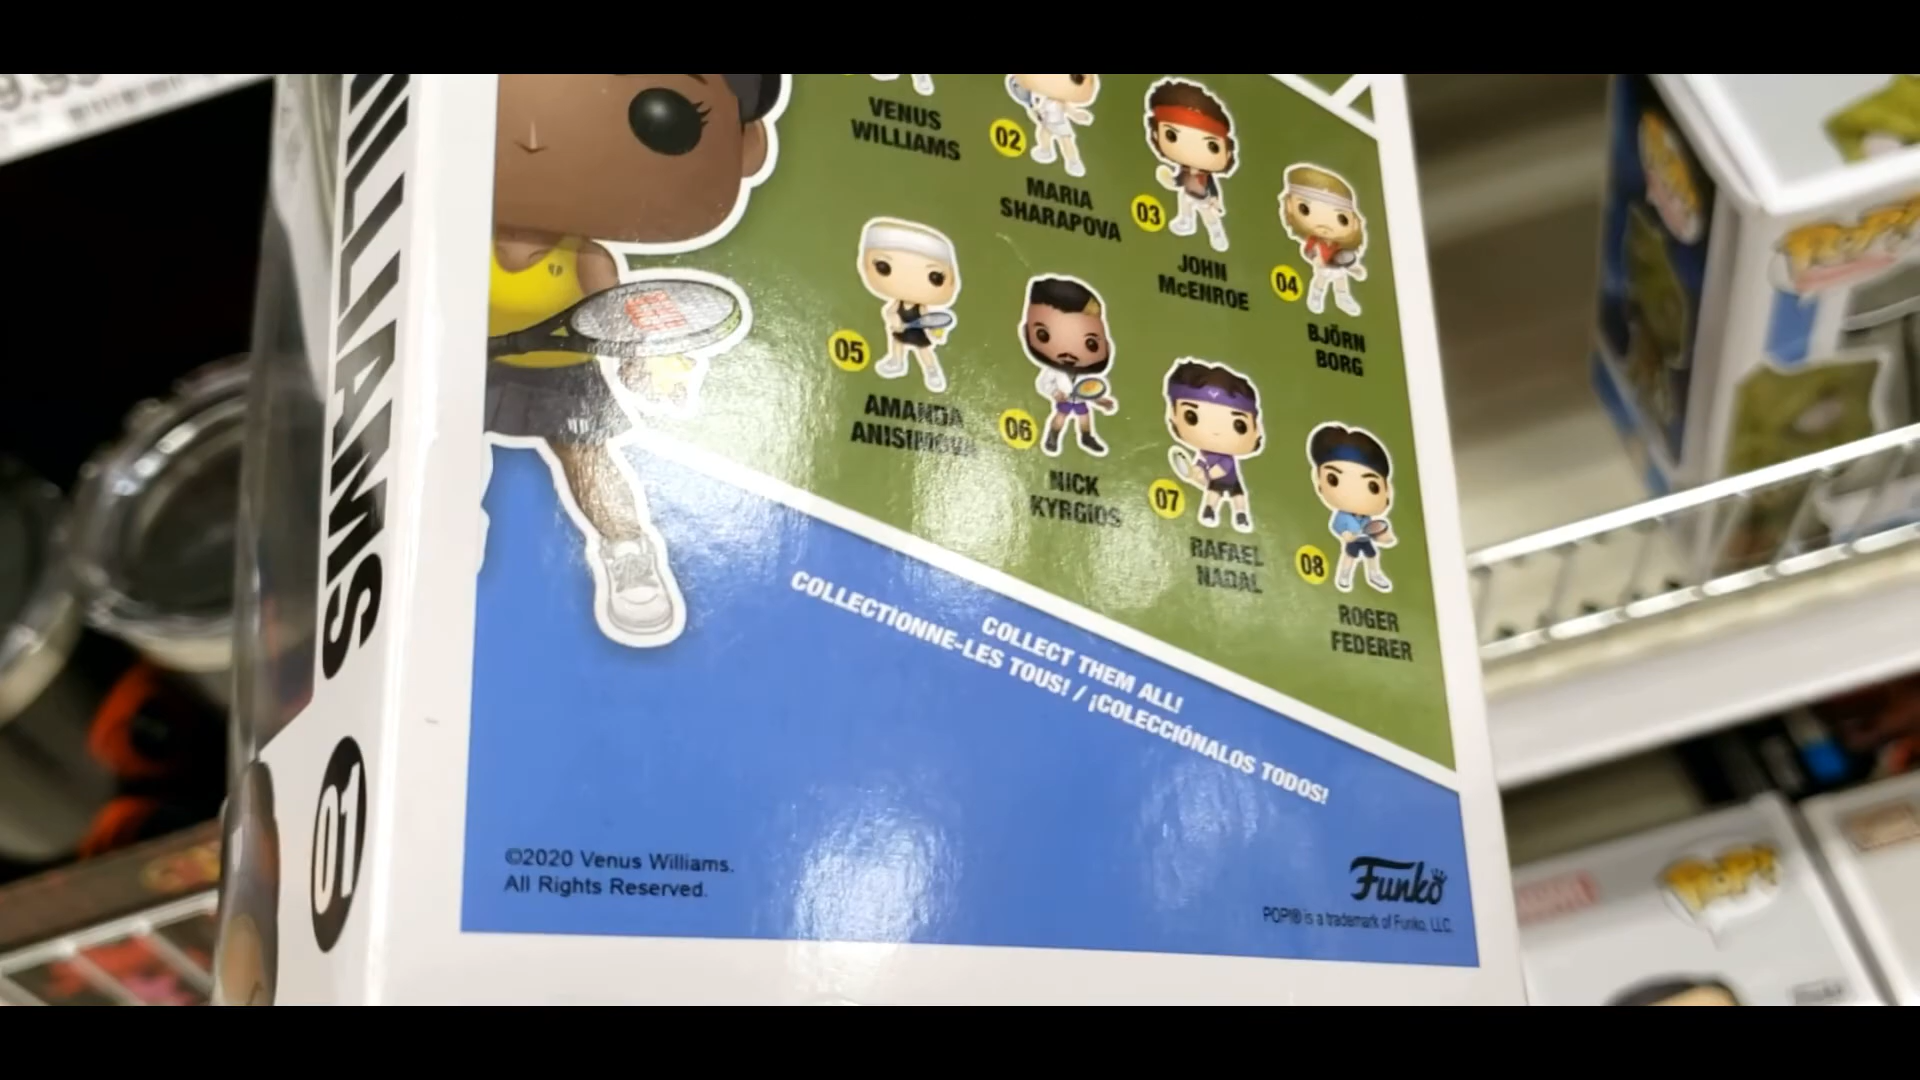 WILLIAMS
01
VENUS
WILLIAMS
02
MARIA
SHARAPOVA
03
JOHN
McENROE
04
BJÖRN
BORG
05
AMANDA
ANISIMOVA
06
NICK
KYRGIOS
07
RAFAEL
NADAL
08
ROGER
FEDERER
COLLECT THEM ALL!
COLLECTIONNE-LES TOUS! / ¡COLECCIÓNALOS TODOS!
©2020 Venus Williams.
All Rights Reserved.
Funko
POP!® is a trademark of Funko, LLC.
POP!
POP!